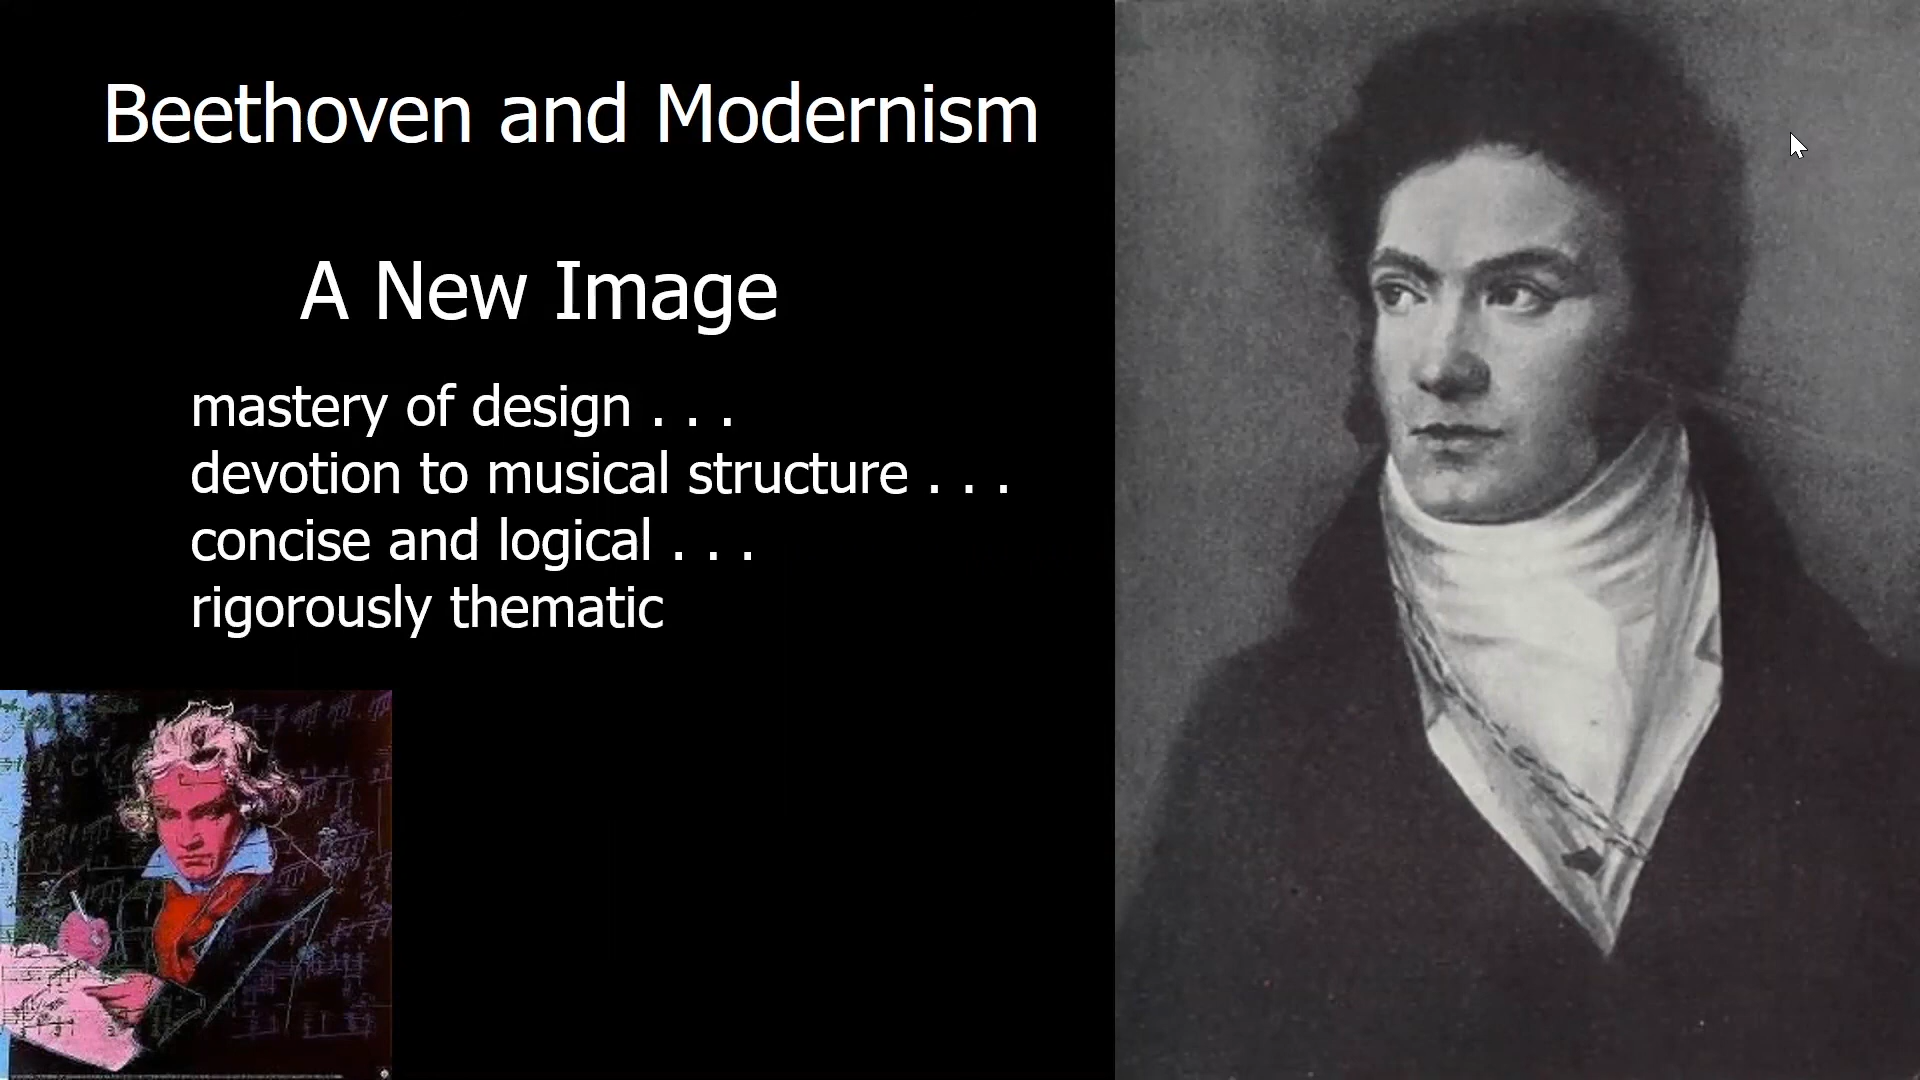 Beethoven and Modernism
A New Image
mastery of design . . .
devotion to musical structure . . .
concise and logical . . .
rigorously thematic